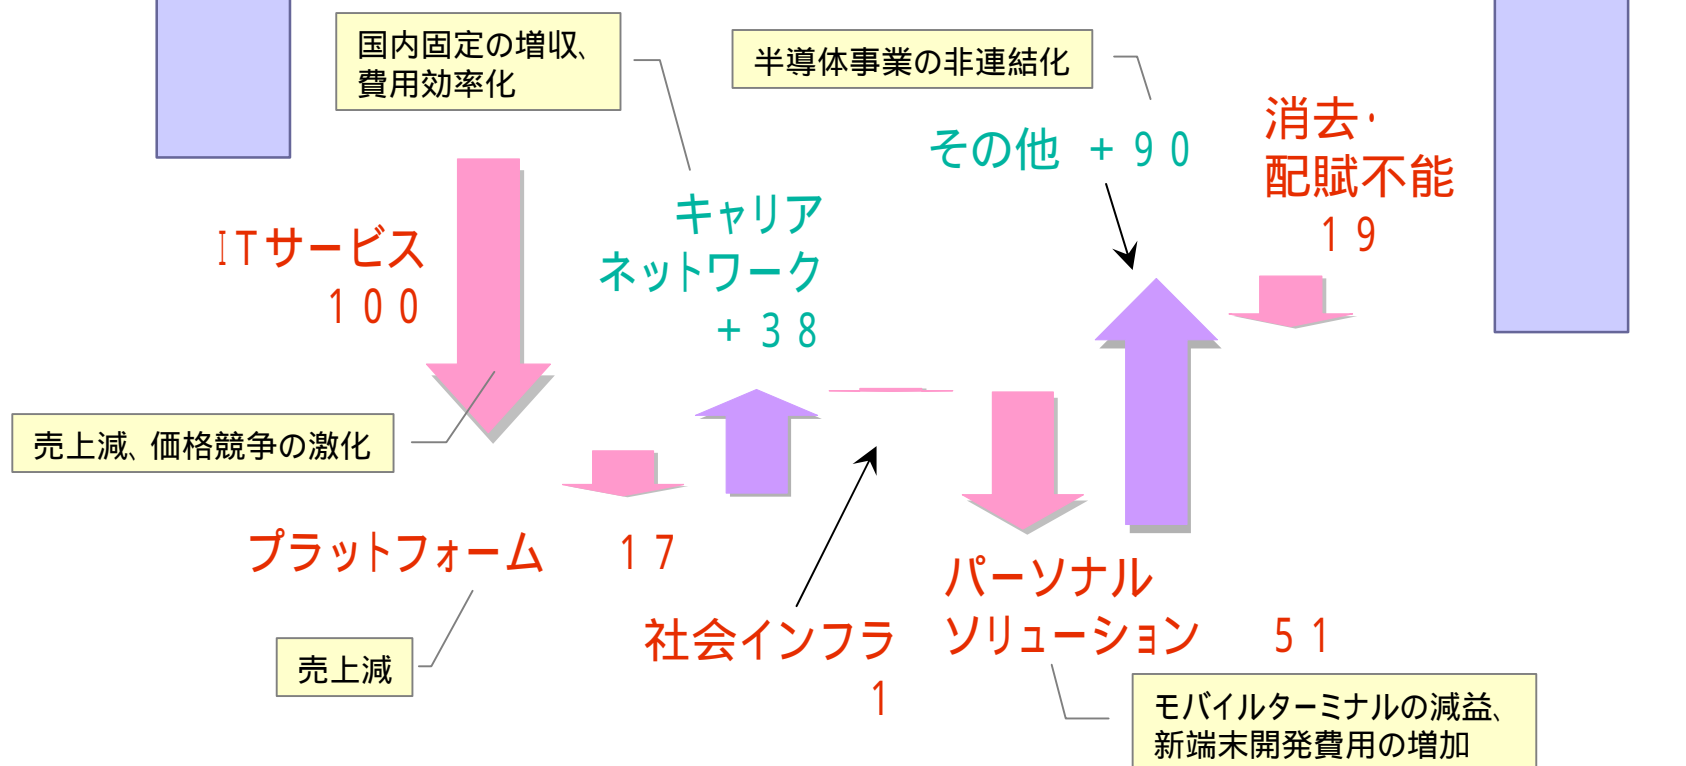 国内固定の増収、
費用効率化
半導体事業の非連結化
消去・
配賦不能
19
その他 +90
キャリア
ネットワーク
+38
ITサービス
100
売上減、価格競争の激化
プラットフォーム 17
売上減
社会インフラ
1
パーソナル
ソリューション 51
モバイルターミナルの減益、
新端末開発費用の増加